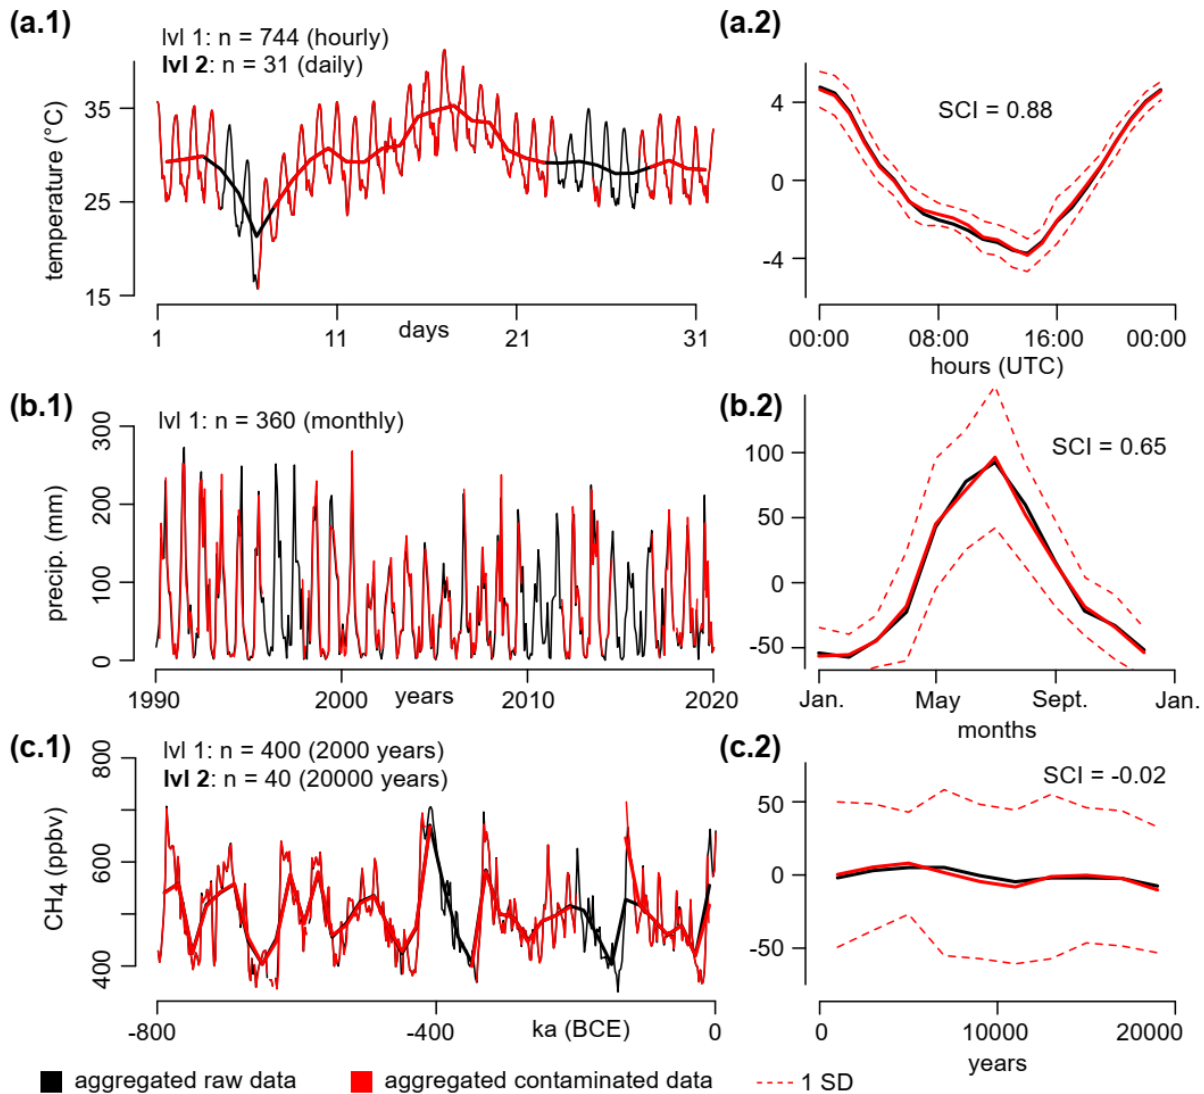 (a.1)
lvl 1: n = 744 (hourly)
lvl 2: n = 31 (daily)
temperature (°C)
35
25
15
1
11
21
31
days
(a.2)
SCI = 0.88
4
0
-4
00:00
08:00
16:00
00:00
hours (UTC)
(b.1)
lvl 1: n = 360 (monthly)
precip. (mm)
300
200
100
0
1990
2000
2010
2020
years
(b.2)
SCI = 0.65
100
50
0
-50
Jan.
May
Sept.
Jan.
months
(c.1)
lvl 1: n = 400 (2000 years)
lvl 2: n = 40 (20000 years)
CH4 (ppbv)
800
600
400
-800
-400
0
ka (BCE)
(c.2)
SCI = -0.02
50
0
-50
0
10000
20000
years
aggregated raw data
aggregated contaminated data
1 SD